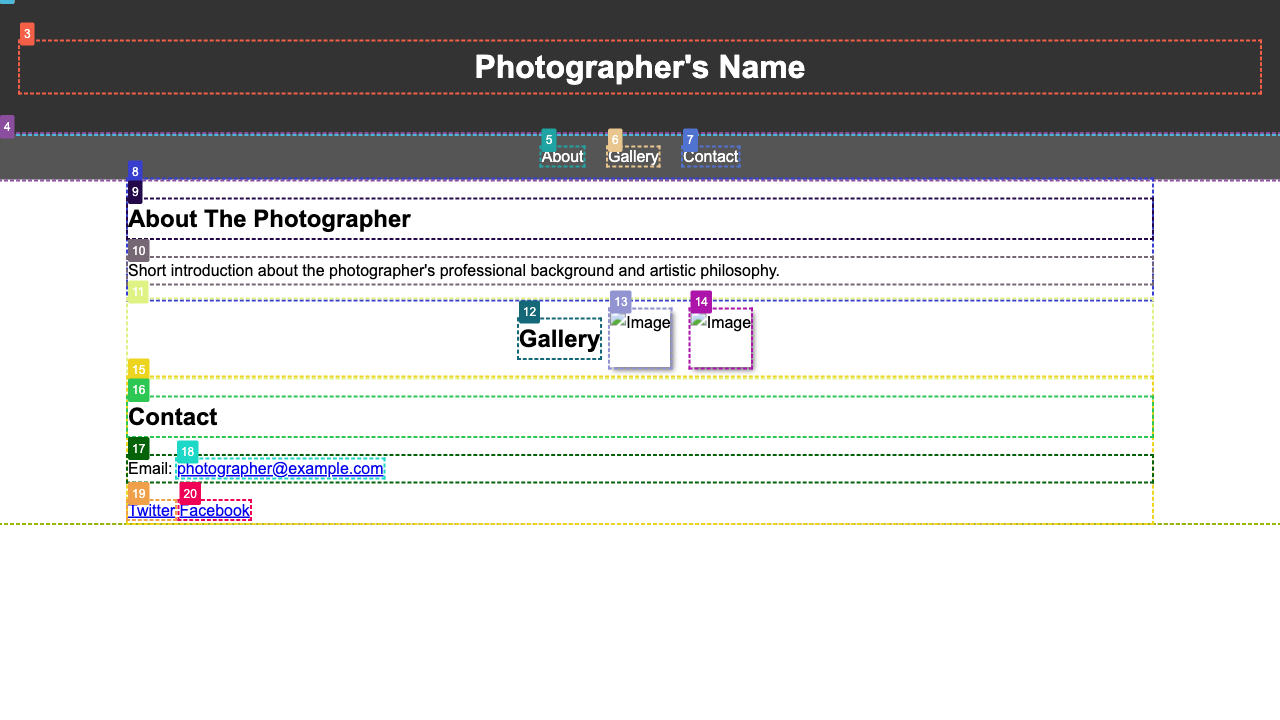 3
Photographer's Name
4
5 6 7
About Gallery Contact
8
9
About The Photographer
10
Short introduction about the photographer's professional background and artistic philosophy.
11
12 13 14
Gallery Image Image
15
16
Contact
17 18
Email: photographer@example.com
19 20
Twitter Facebook